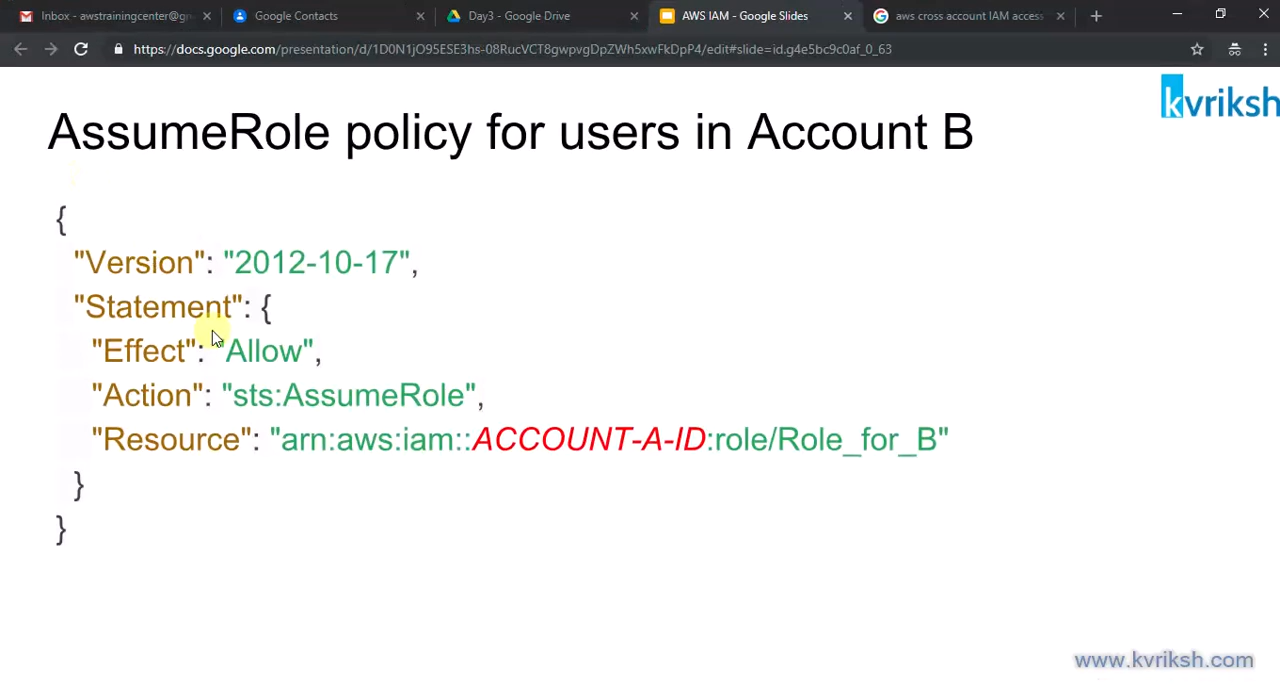 Inbox - awstrainingcenter@gr
Google Contacts
Day3 - Google Drive
AWS IAM - Google Slides
aws cross account IAM access
https://docs.google.com/presentation/d/1D0N1jO95ESE3hs-08RucVCT8gwpvgDpZWh5xwFkDpP4/edit#slide=id.g4e5bc9c0af_0_63
kvriksh
AssumeRole policy for users in Account B
{
"Version": "2012-10-17",
"Statement": {
"Effect": "Allow",
"Action": "sts:AssumeRole",
"Resource": "arn:aws:iam::ACCOUNT-A-ID:role/Role_for_B"
}
}
www.kvriksh.com